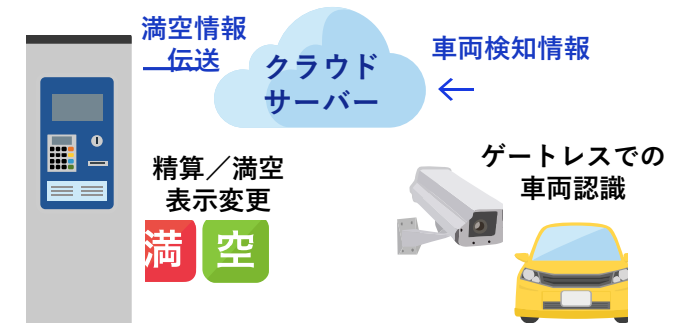 満空情報
伝送
クラウド
サーバー
車両検知情報
精算／満空
表示変更
満 空
ゲートレスでの
車両認識